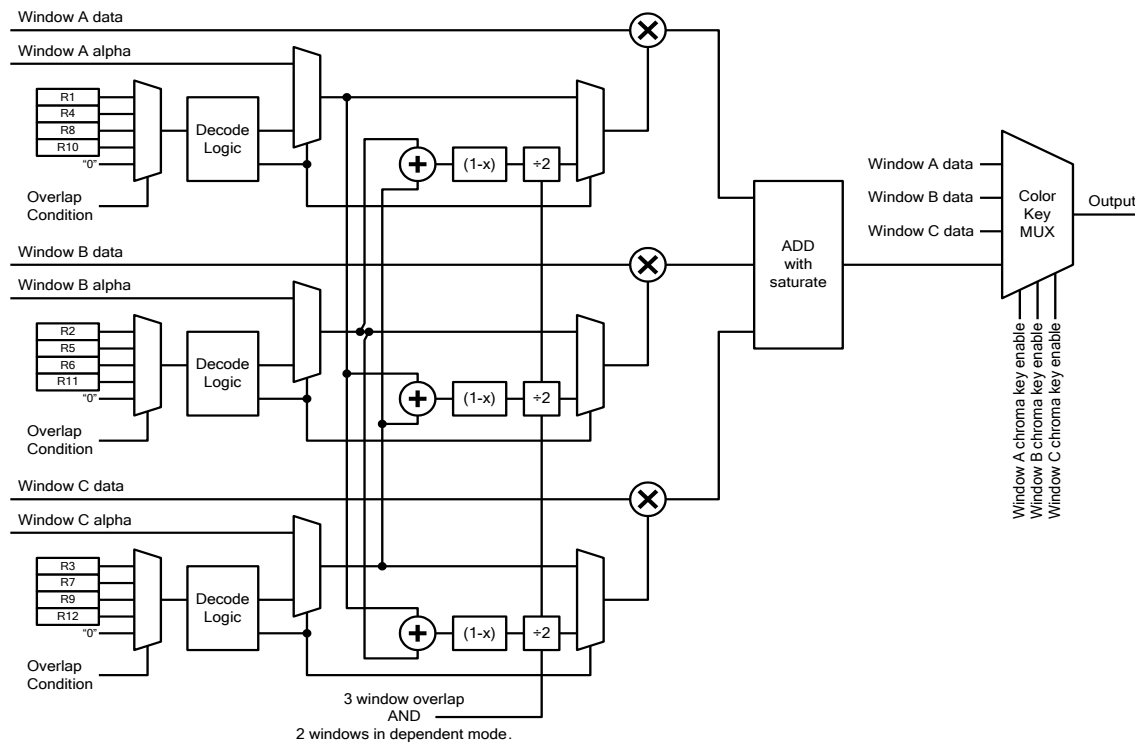 Window A data
Window A alpha
R1
R4
R8
R10
“0”
Overlap
Condition
Decode
Logic
+
(1-x)
÷2
Window B data
Window B alpha
R2
R5
R6
R11
“0”
Overlap
Condition
Decode
Logic
+
(1-x)
÷2
Window C data
Window C alpha
R3
R7
R9
R12
“0”
Overlap
Condition
Decode
Logic
+
(1-x)
÷2
3 window overlap
AND
2 windows in dependent mode.
ADD
with
saturate
Window A data
Window B data
Window C data
Color
Key
MUX
Output
Window A chroma key enable
Window B chroma key enable
Window C chroma key enable